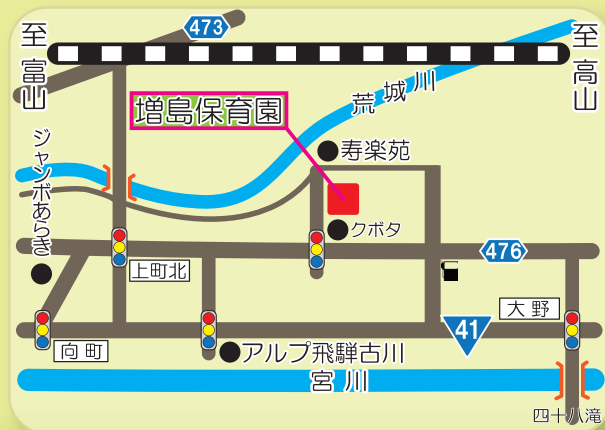 473
至富山
至高山
荒城川
増島保育園
ジャンボあらき
寿楽苑
クボタ
476
上町北
大野
41
向町
アルプ飛騨古川
宮川
四十八滝